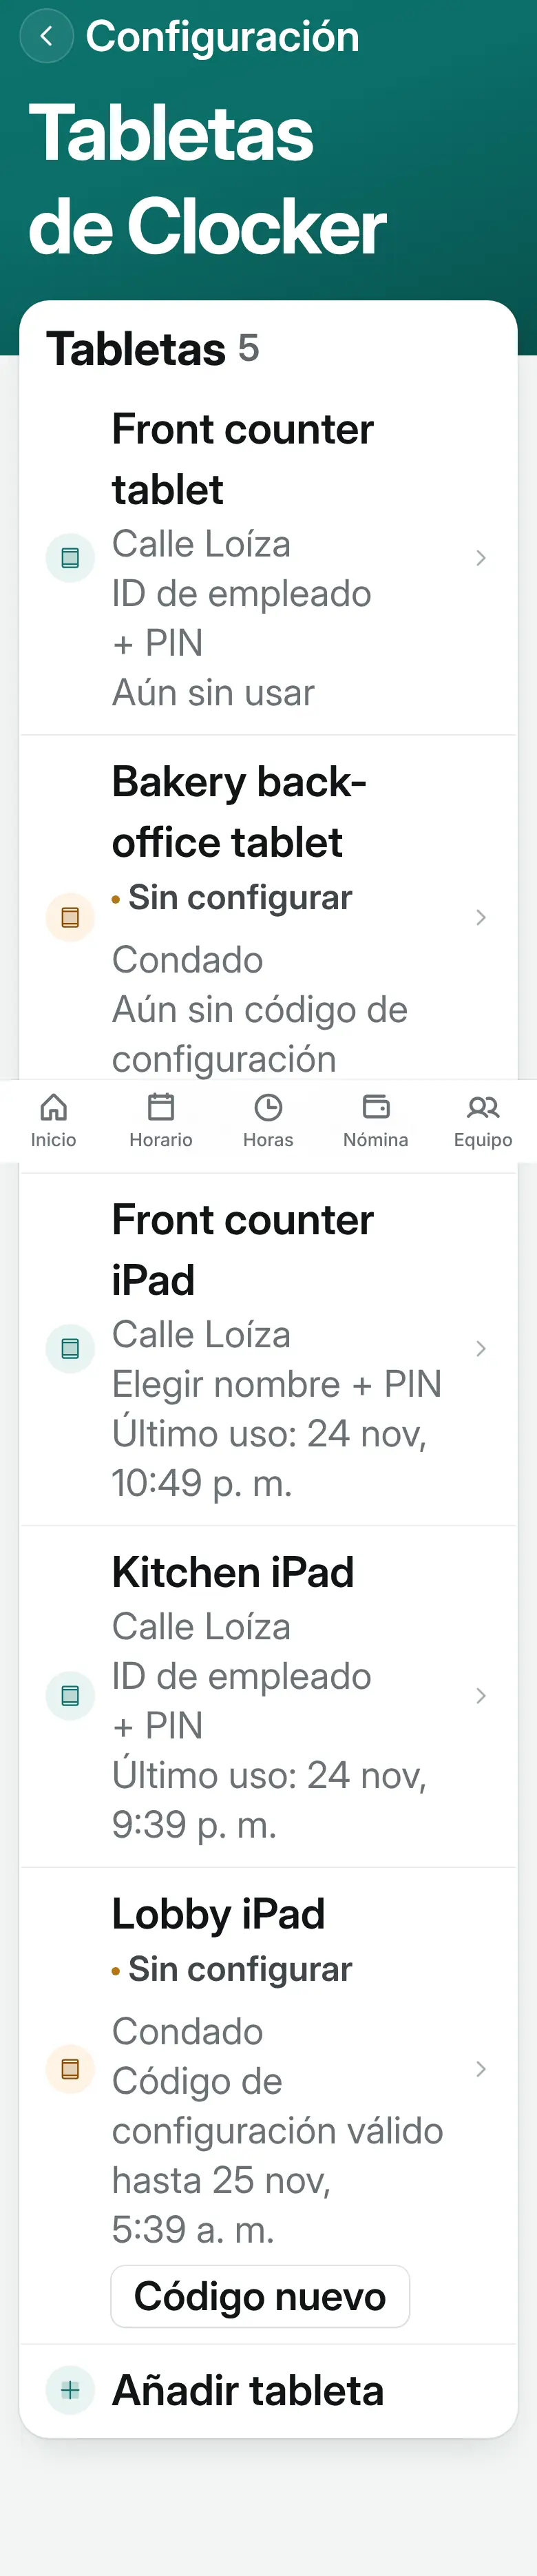 Configuración
Tabletas
de Clocker
Tabletas 5
Front counter
tablet
Calle Loíza
ID de empleado
+ PIN
Aún sin usar
Bakery back-
office tablet
• Sin configurar
Condado
Aún sin código de
configuración
Inicio
Horario
Horas
Nómina
Equipo
Front counter
iPad
Calle Loíza
Elegir nombre + PIN
Último uso: 24 nov,
10:49 p. m.
Kitchen iPad
Calle Loíza
ID de empleado
+ PIN
Último uso: 24 nov,
9:39 p. m.
Lobby iPad
• Sin configurar
Condado
Código de
configuración válido
hasta 25 nov,
5:39 a. m.
Código nuevo
Añadir tableta